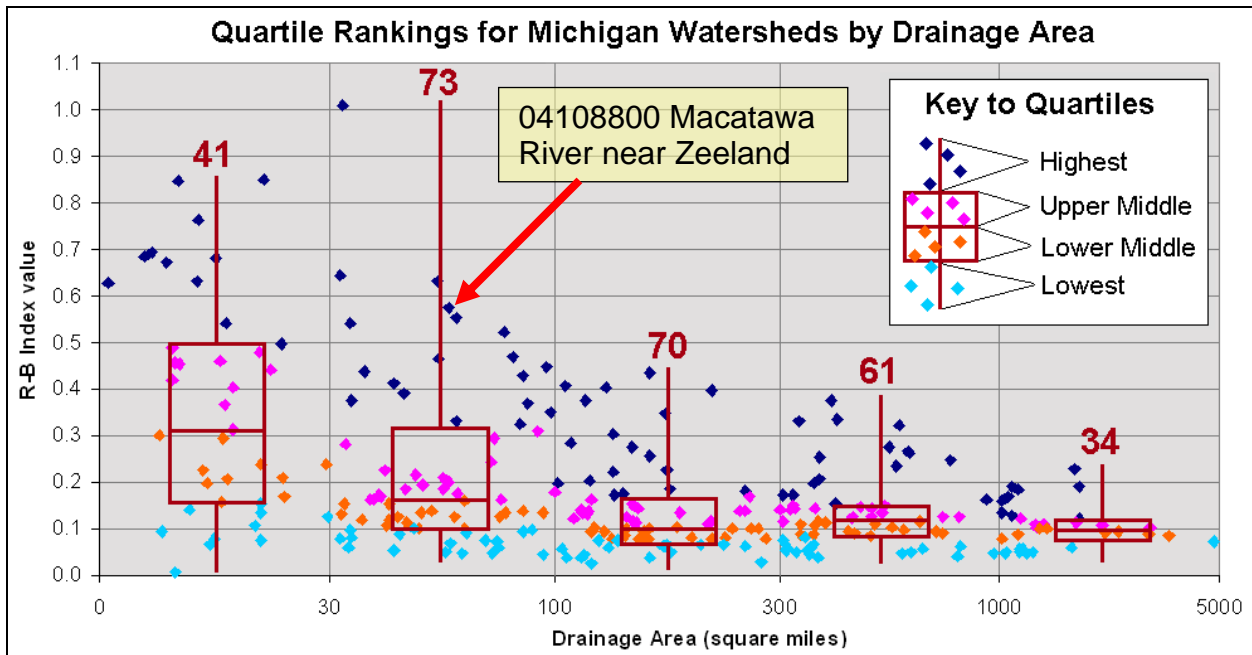 Quartile Rankings for Michigan Watersheds by Drainage Area
R-B Index value
1.1
1.0
0.9
0.8
0.7
0.6
0.5
0.4
0.3
0.2
0.1
0.0
41
73
70
61
34
04108800 Macatawa
River near Zeeland
Key to Quartiles
Highest
Upper Middle
Lower Middle
Lowest
0
30
100
300
1000
5000
Drainage Area (square miles)